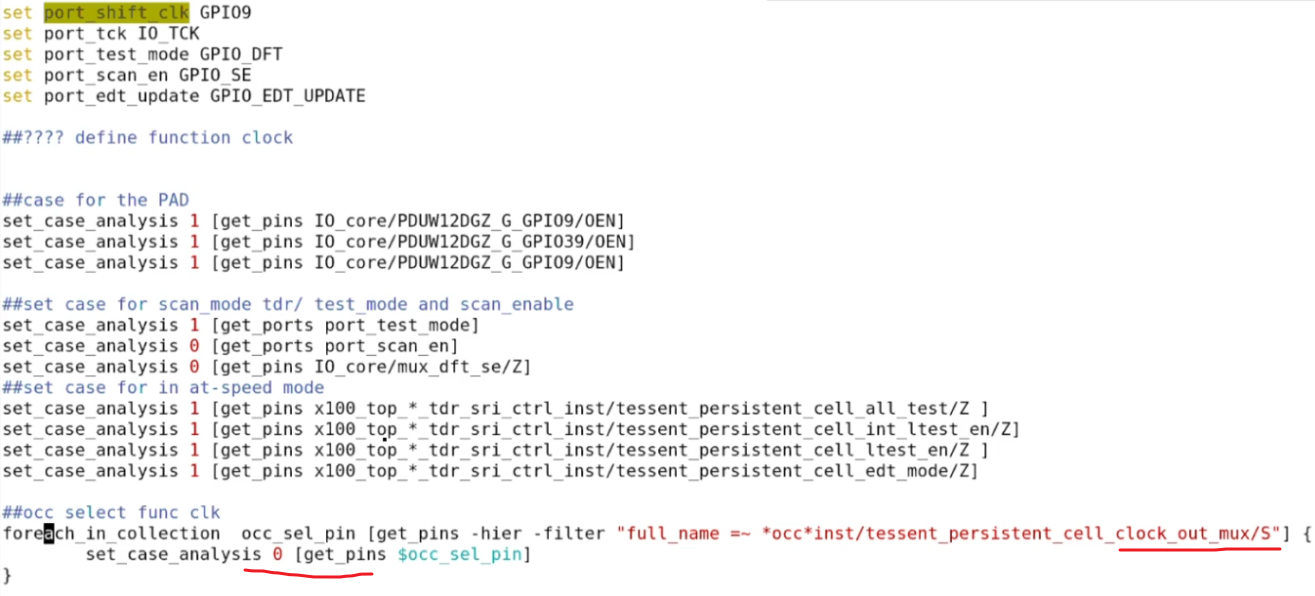 set port_shift_clk GPIO9
set port_tck IO_TCK
set port_test_mode GPIO_DFT
set port_scan_en GPIO_SE
set port_edt_update GPIO_EDT_UPDATE
##???? define function clock
##case for the PAD
set_case_analysis 1 [get_pins IO_core/PDUW12DGZ_G_GPIO9/OEN]
set_case_analysis 1 [get_pins IO_core/PDUW12DGZ_G_GPIO39/OEN]
set_case_analysis 1 [get_pins IO_core/PDUW12DGZ_G_GPIO9/OEN]
##set case for scan_mode tdr/ test_mode and scan_enable
set_case_analysis 1 [get_ports port_test_mode]
set_case_analysis 0 [get_ports port_scan_en]
set_case_analysis 0 [get_pins IO_core/mux_dft_se/Z]
##set case for in at-speed mode
set_case_analysis 1 [get_pins x100_top_*_tdr_sri_ctrl_inst/tessent_persistent_cell_all_test/Z ]
set_case_analysis 1 [get_pins x100_top_*_tdr_sri_ctrl_inst/tessent_persistent_cell_int_ltest_en/Z]
set_case_analysis 1 [get_pins x100_top_*_tdr_sri_ctrl_inst/tessent_persistent_cell_ltest_en/Z ]
set_case_analysis 1 [get_pins x100_top_*_tdr_sri_ctrl_inst/tessent_persistent_cell_edt_mode/Z]
##occ select func clk
foreach_in_collection  occ_sel_pin [get_pins -hier -filter "full_name =~ *occ*inst/tessent_persistent_cell_clock_out_mux/S"] {
        set_case_analysis 0 [get_pins $occ_sel_pin]
}